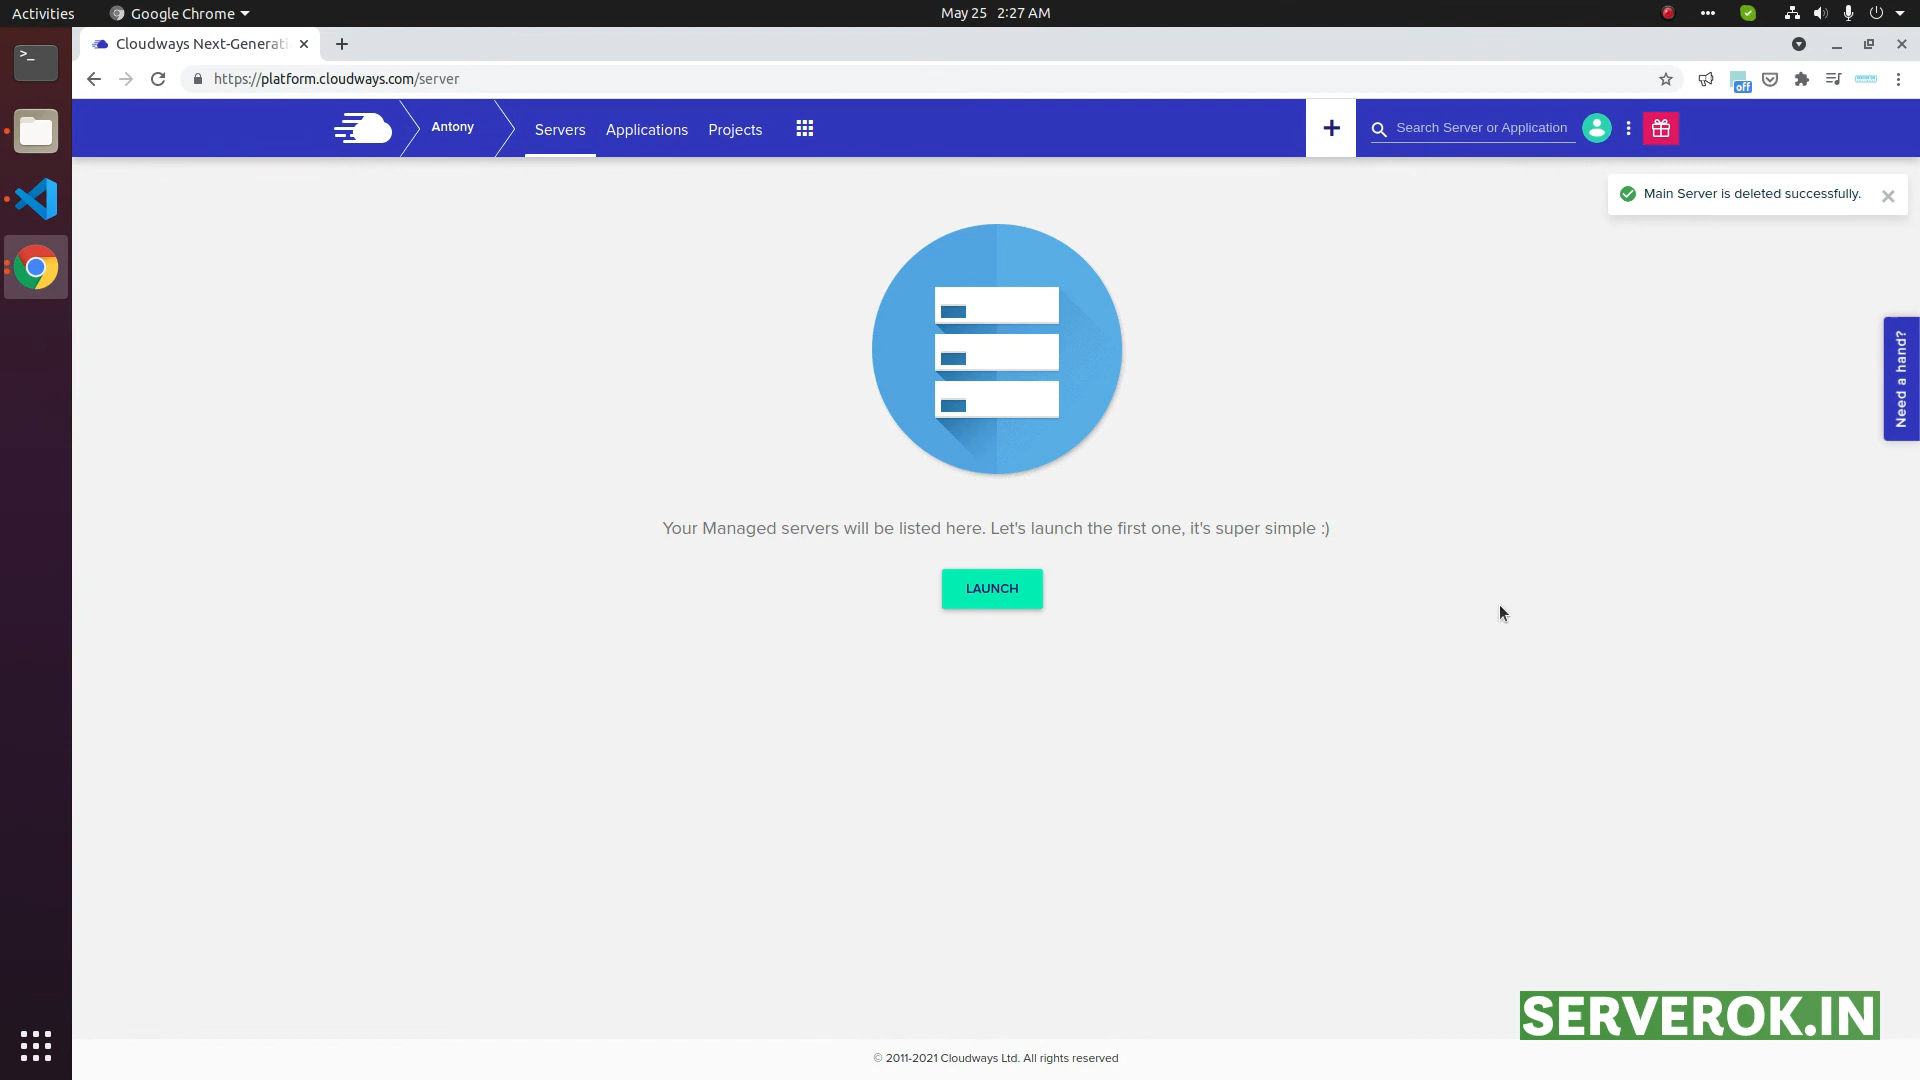 Activities
Google Chrome
May 25 2:27 AM
Cloudways Next-Generati
https://platform.cloudways.com/server
off
Antony
Servers
Applications
Projects
Search Server or Application
Main Server is deleted successfully.
Need a hand?
Your Managed servers will be listed here. Let's launch the first one, it's super simple :)
LAUNCH
SERVEROK.IN
© 2011-2021 Cloudways Ltd. All rights reserved